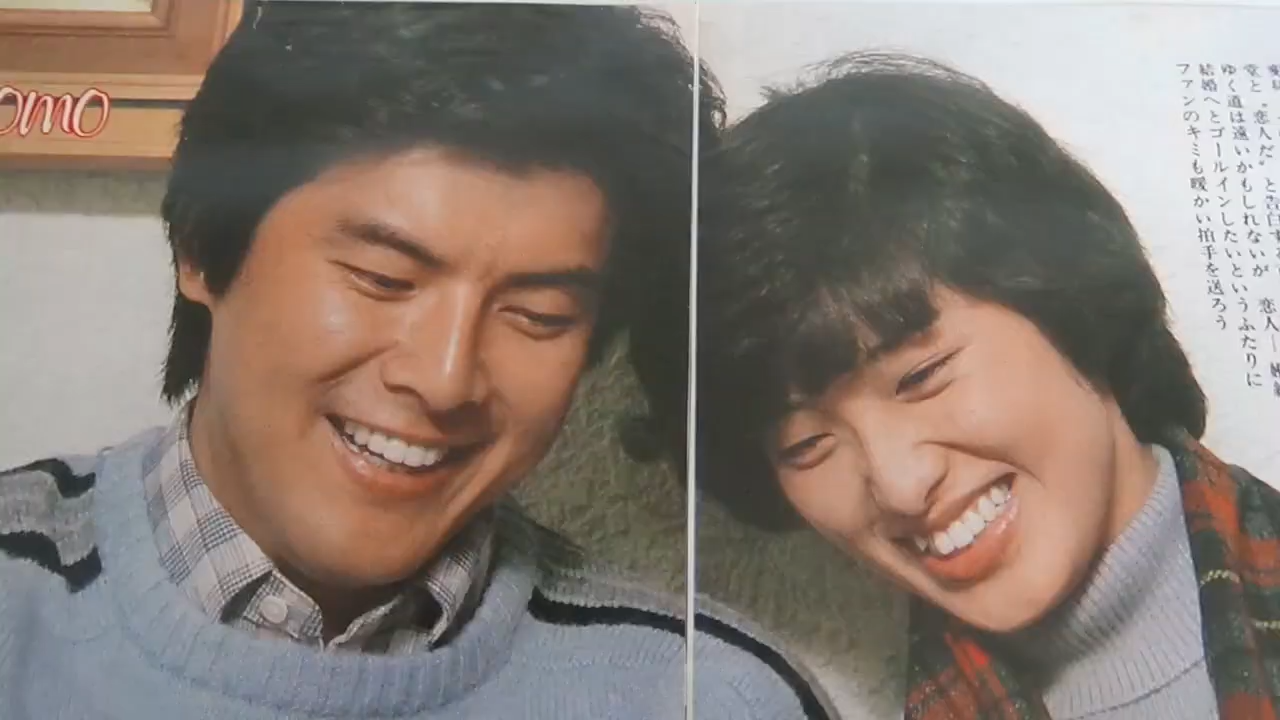 omo
堂と“恋人だ”と告白す
ゆく道は遠いかもしれないが 恋人―
結婚へとゴールインしたいというふたりに
ファンのキミも暖かい拍手を送ろう